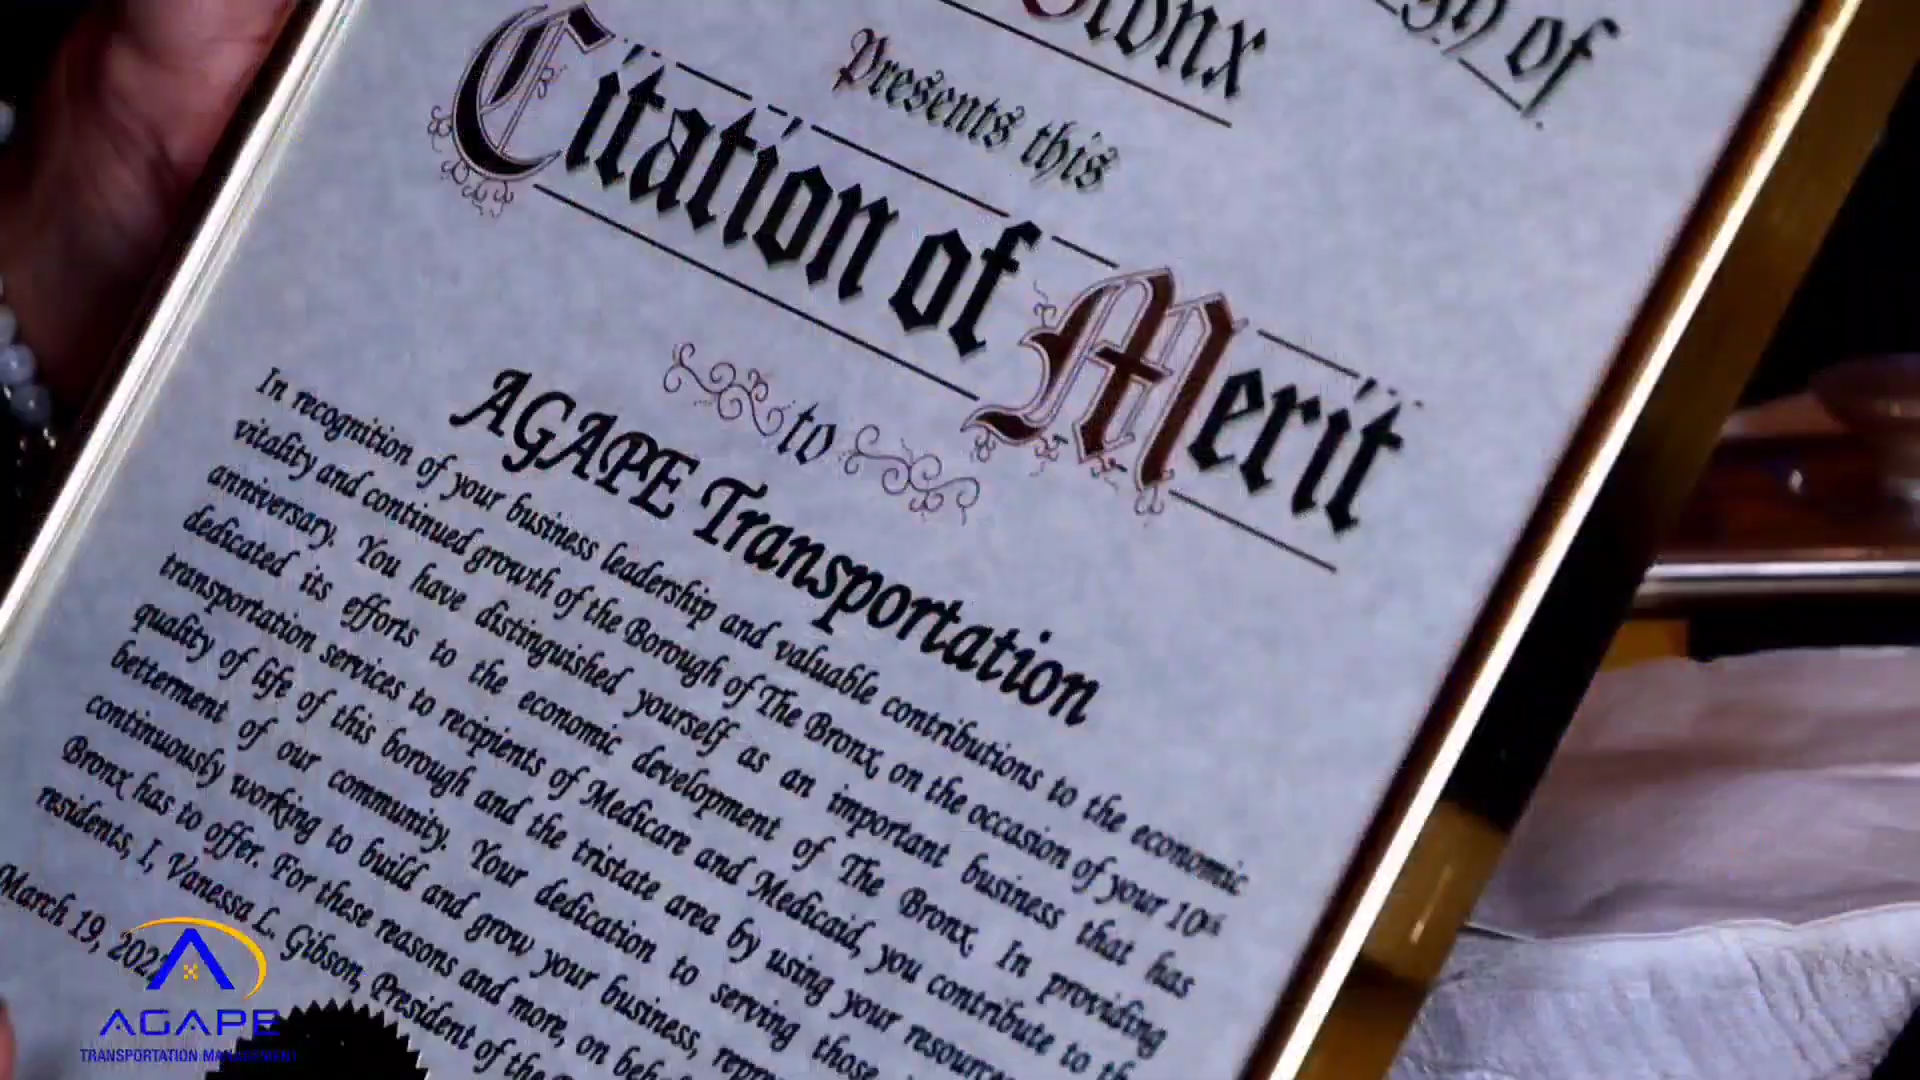 of
Bronx
Presents this
Citation of Merit
to
AGAPE Transportation
In recognition of your business leadership and valuable contributions to the economic
vitality and continued growth of the Borough of The Bronx, on the occasion of your 10th
anniversary. You have distinguished yourself as an important business that has
dedicated its efforts to the economic development of The Bronx. In providing
transportation services to recipients of Medicare and Medicaid, you contribute to the
quality of life of this borough and the tristate area by using your
betterment of our community. Your dedication to serving those
continuously working to build and grow your business,
Bronx has to offer. For these reasons and more, on
residents, I, Vanessa L. Gibson, President of the
March 19,
AGAPE
TRANSPORTATION MANAGEMENT